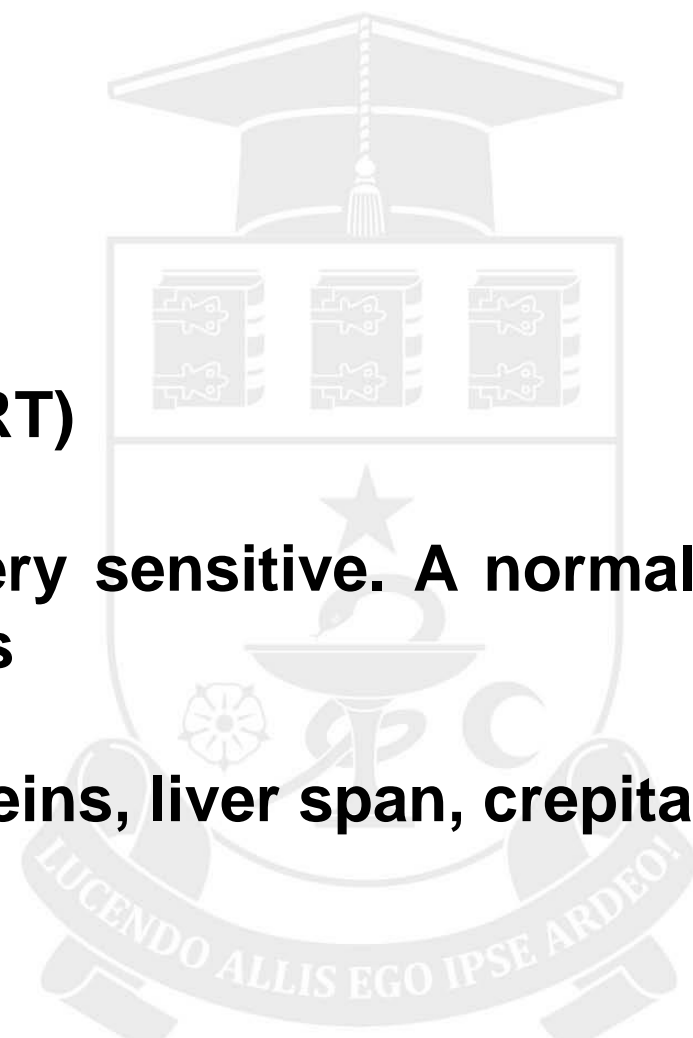 RT)
ery sensitive. A normal
s
eins, liver span, crepita
LUCENDO ALLIS EGO IPSE ARDEO!